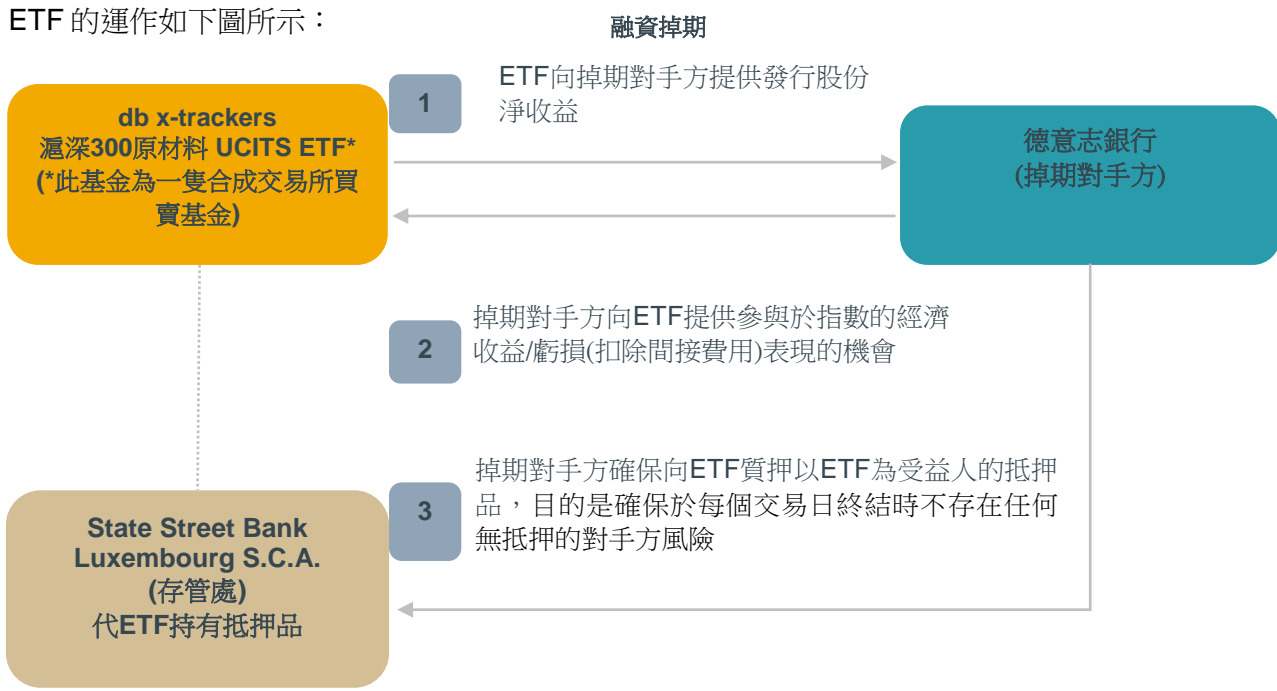 ETF 的運作如下圖所示：
融資掉期
1
ETF向掉期對手方提供發行股份
淨收益
db x-trackers
滬深300原材料 UCITS ETF*
(*此基金為一隻合成交易所買
賣基金)
德意志銀行
(掉期對手方)
2
掉期對手方向ETF提供參與於指數的經濟
收益/虧損(扣除間接費用)表現的機會
3
掉期對手方確保向ETF質押以ETF為受益人的抵押
品，目的是確保於每個交易日終結時不存在任何
無抵押的對手方風險
State Street Bank
Luxembourg S.C.A.
(存管處)
代ETF持有抵押品